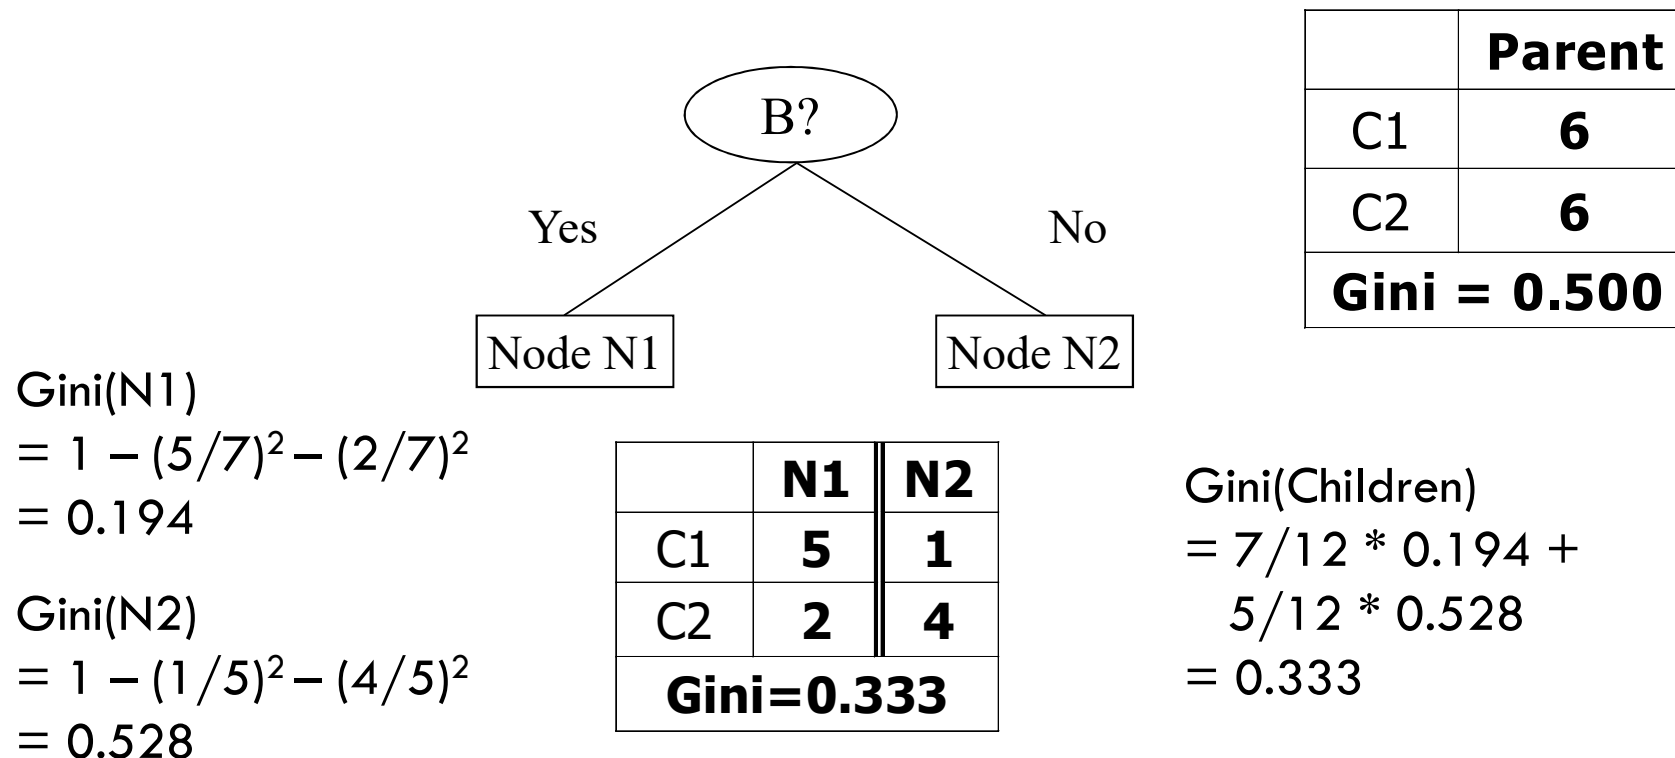 B?
Yes
No
Node N1
Node N2
Parent
C1 6
C2 6
Gini = 0.500
Gini(N1)
= 1 – (5/7)² – (2/7)²
= 0.194
Gini(N2)
= 1 – (1/5)² – (4/5)²
= 0.528
N1 N2
C1 5 1
C2 2 4
Gini=0.333
Gini(Children)
= 7/12 * 0.194 +
5/12 * 0.528
= 0.333